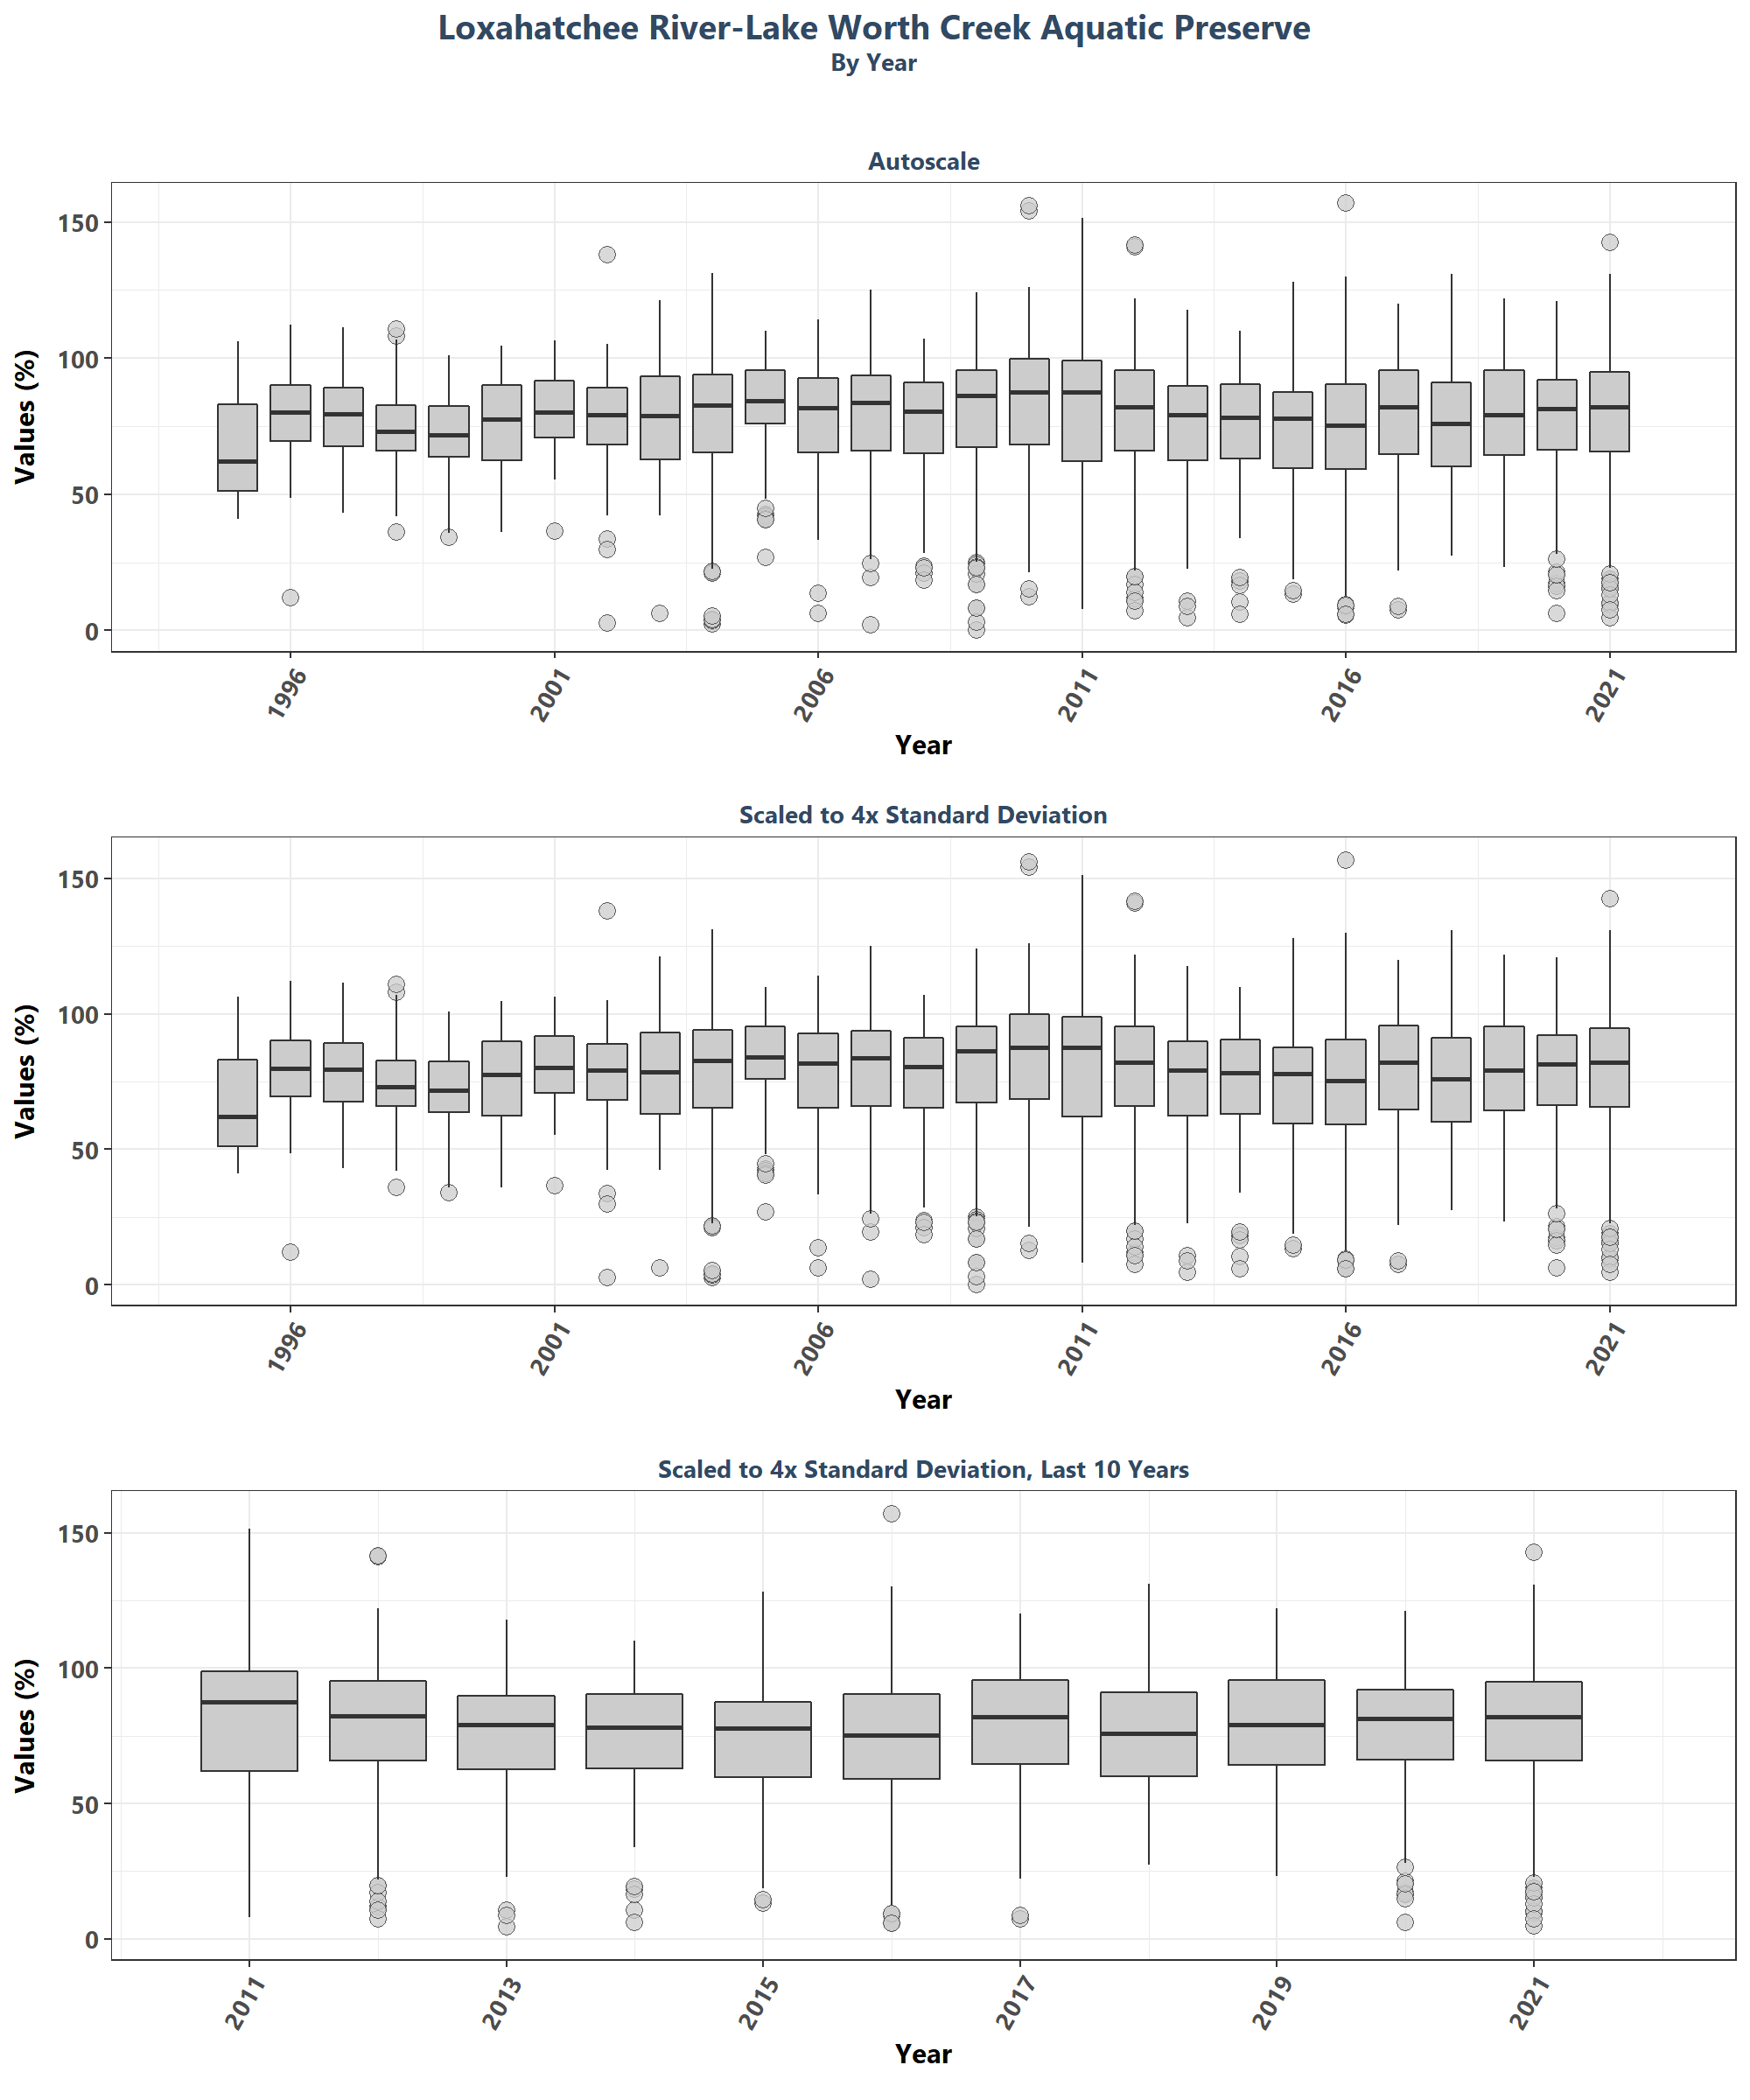 Loxahatchee River-Lake Worth Creek Aquatic Preserve
By Year
Autoscale
Values (%)
150
100
50
0
1996
2001
2006
2011
2016
2021
Year
Scaled to 4x Standard Deviation
Values (%)
150
100
50
0
1996
2001
2006
2011
2016
2021
Year
Scaled to 4x Standard Deviation, Last 10 Years
Values (%)
150
100
50
0
2011
2013
2015
2017
2019
2021
Year